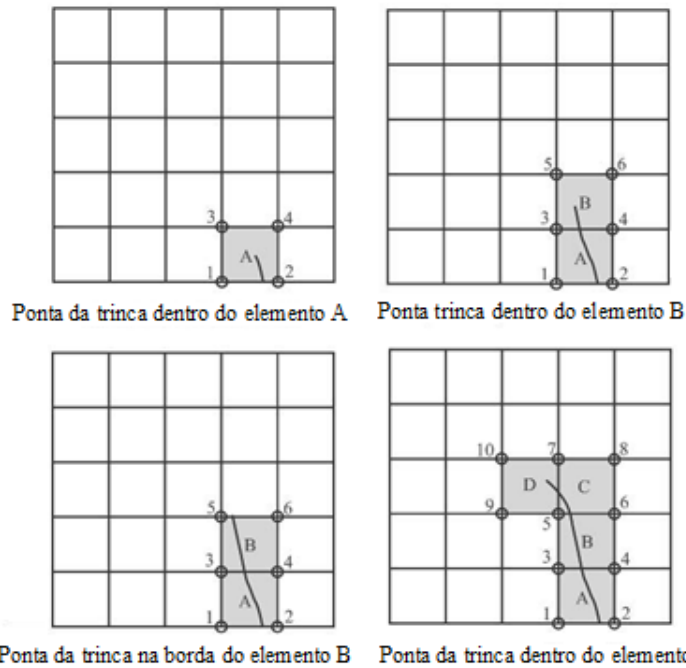 3 4
A
1 2
Ponta da trinca dentro do elemento A
5 6
B
3 4
A
1 2
Ponta trinca dentro do elemento B
5 6
B
3 4
A
1 2
Ponta da trinca na borda do elemento B
10 7 8
D C
9 5 6
B
3 4
A
1 2
Ponta da trinca dentro do elemento